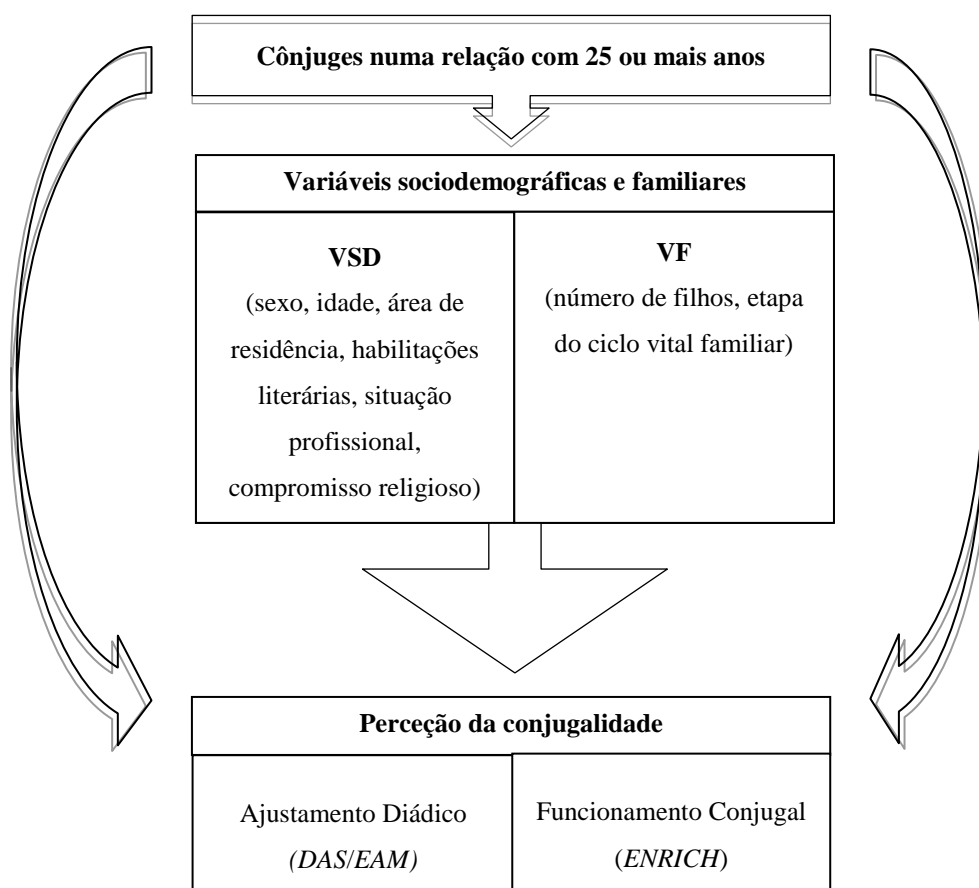 Cônjuges numa relação com 25 ou mais anos
Variáveis sociodemográficas e familiares
VSD
(sexo, idade, área de
residência, habilitações
literárias, situação
profissional,
compromisso religioso)
VF
(número de filhos, etapa
do ciclo vital familiar)
Perceção da conjugalidade
Ajustamento Diádico
(DAS/EAM)
Funcionamento Conjugal
(ENRICH)